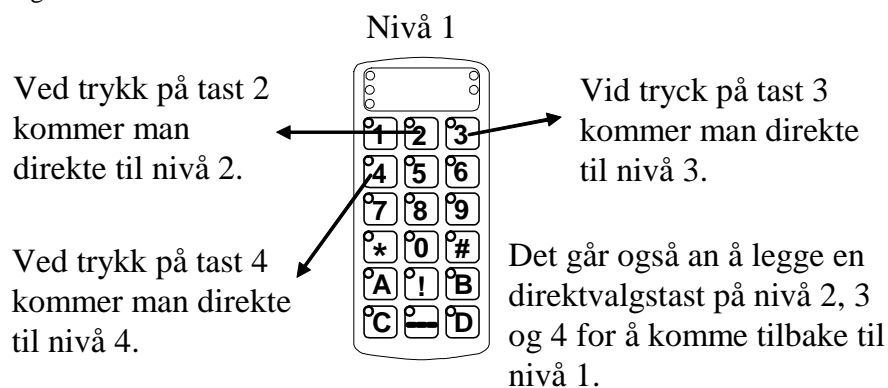 Nivå 1
Ved trykk på tast 2
kommer man
direkte til nivå 2.
Vid tryck på tast 3
kommer man direkte
til nivå 3.
1 2 3
4 5 6
7 8 9
* 0 #
A ! B
C — D
Ved trykk på tast 4
kommer man direkte
til nivå 4.
Det går også an å legge en
direktvalgstast på nivå 2, 3
og 4 for å komme tilbake til
nivå 1.